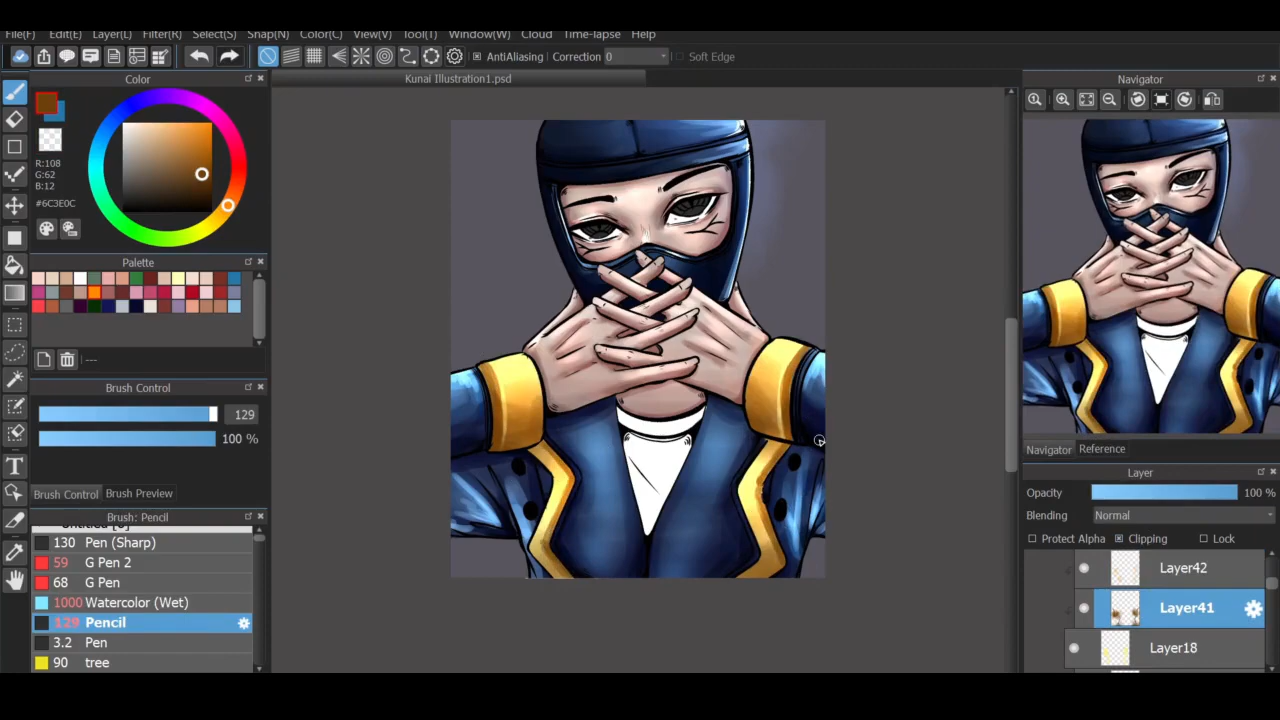 File(F) Edit(E) Layer(L) Filter(R) Select(S) Snap(N) Color(C) View(V) Tool(T) Window(W) Cloud Time-lapse Help
AntiAliasing Correction 0 Soft Edge
Color
Kunai Illustration1.psd
Navigator
R:108
G:62
B:12
#6C3E0C
Palette
---
Brush Control
129
100 %
Navigator Reference
Layer
Opacity 100 %
Brush Control Brush Preview
Blending Normal
Brush: Pencil
Protect Alpha Clipping Lock
130 Pen (Sharp)
59 G Pen 2
Layer42
68 G Pen
1000 Watercolor (Wet)
Layer41
129 Pencil
3.2 Pen
Layer18
90 tree